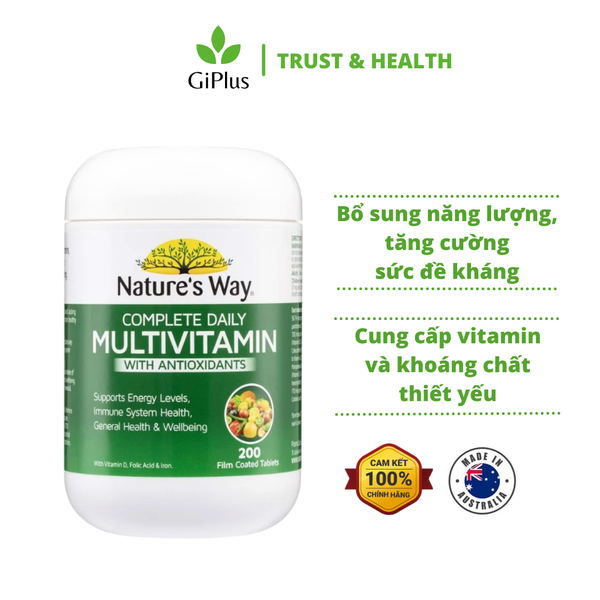 GiPlus
TRUST & HEALTH
Nature's Way
COMPLETE DAILY
MULTIVITAMIN
WITH ANTIOXIDANTS
Supports Energy Levels,
Immune System Health,
General Health & Wellbeing
200
Film Coated Tablets
With Vitamin D, Folic Acid & Iron.
Bổ sung năng lượng,
tăng cường
sức đề kháng
Cung cấp vitamin
và khoáng chất
thiết yếu
CAM KẾT
100%
CHÍNH HÃNG
MADE IN
AUSTRALIA